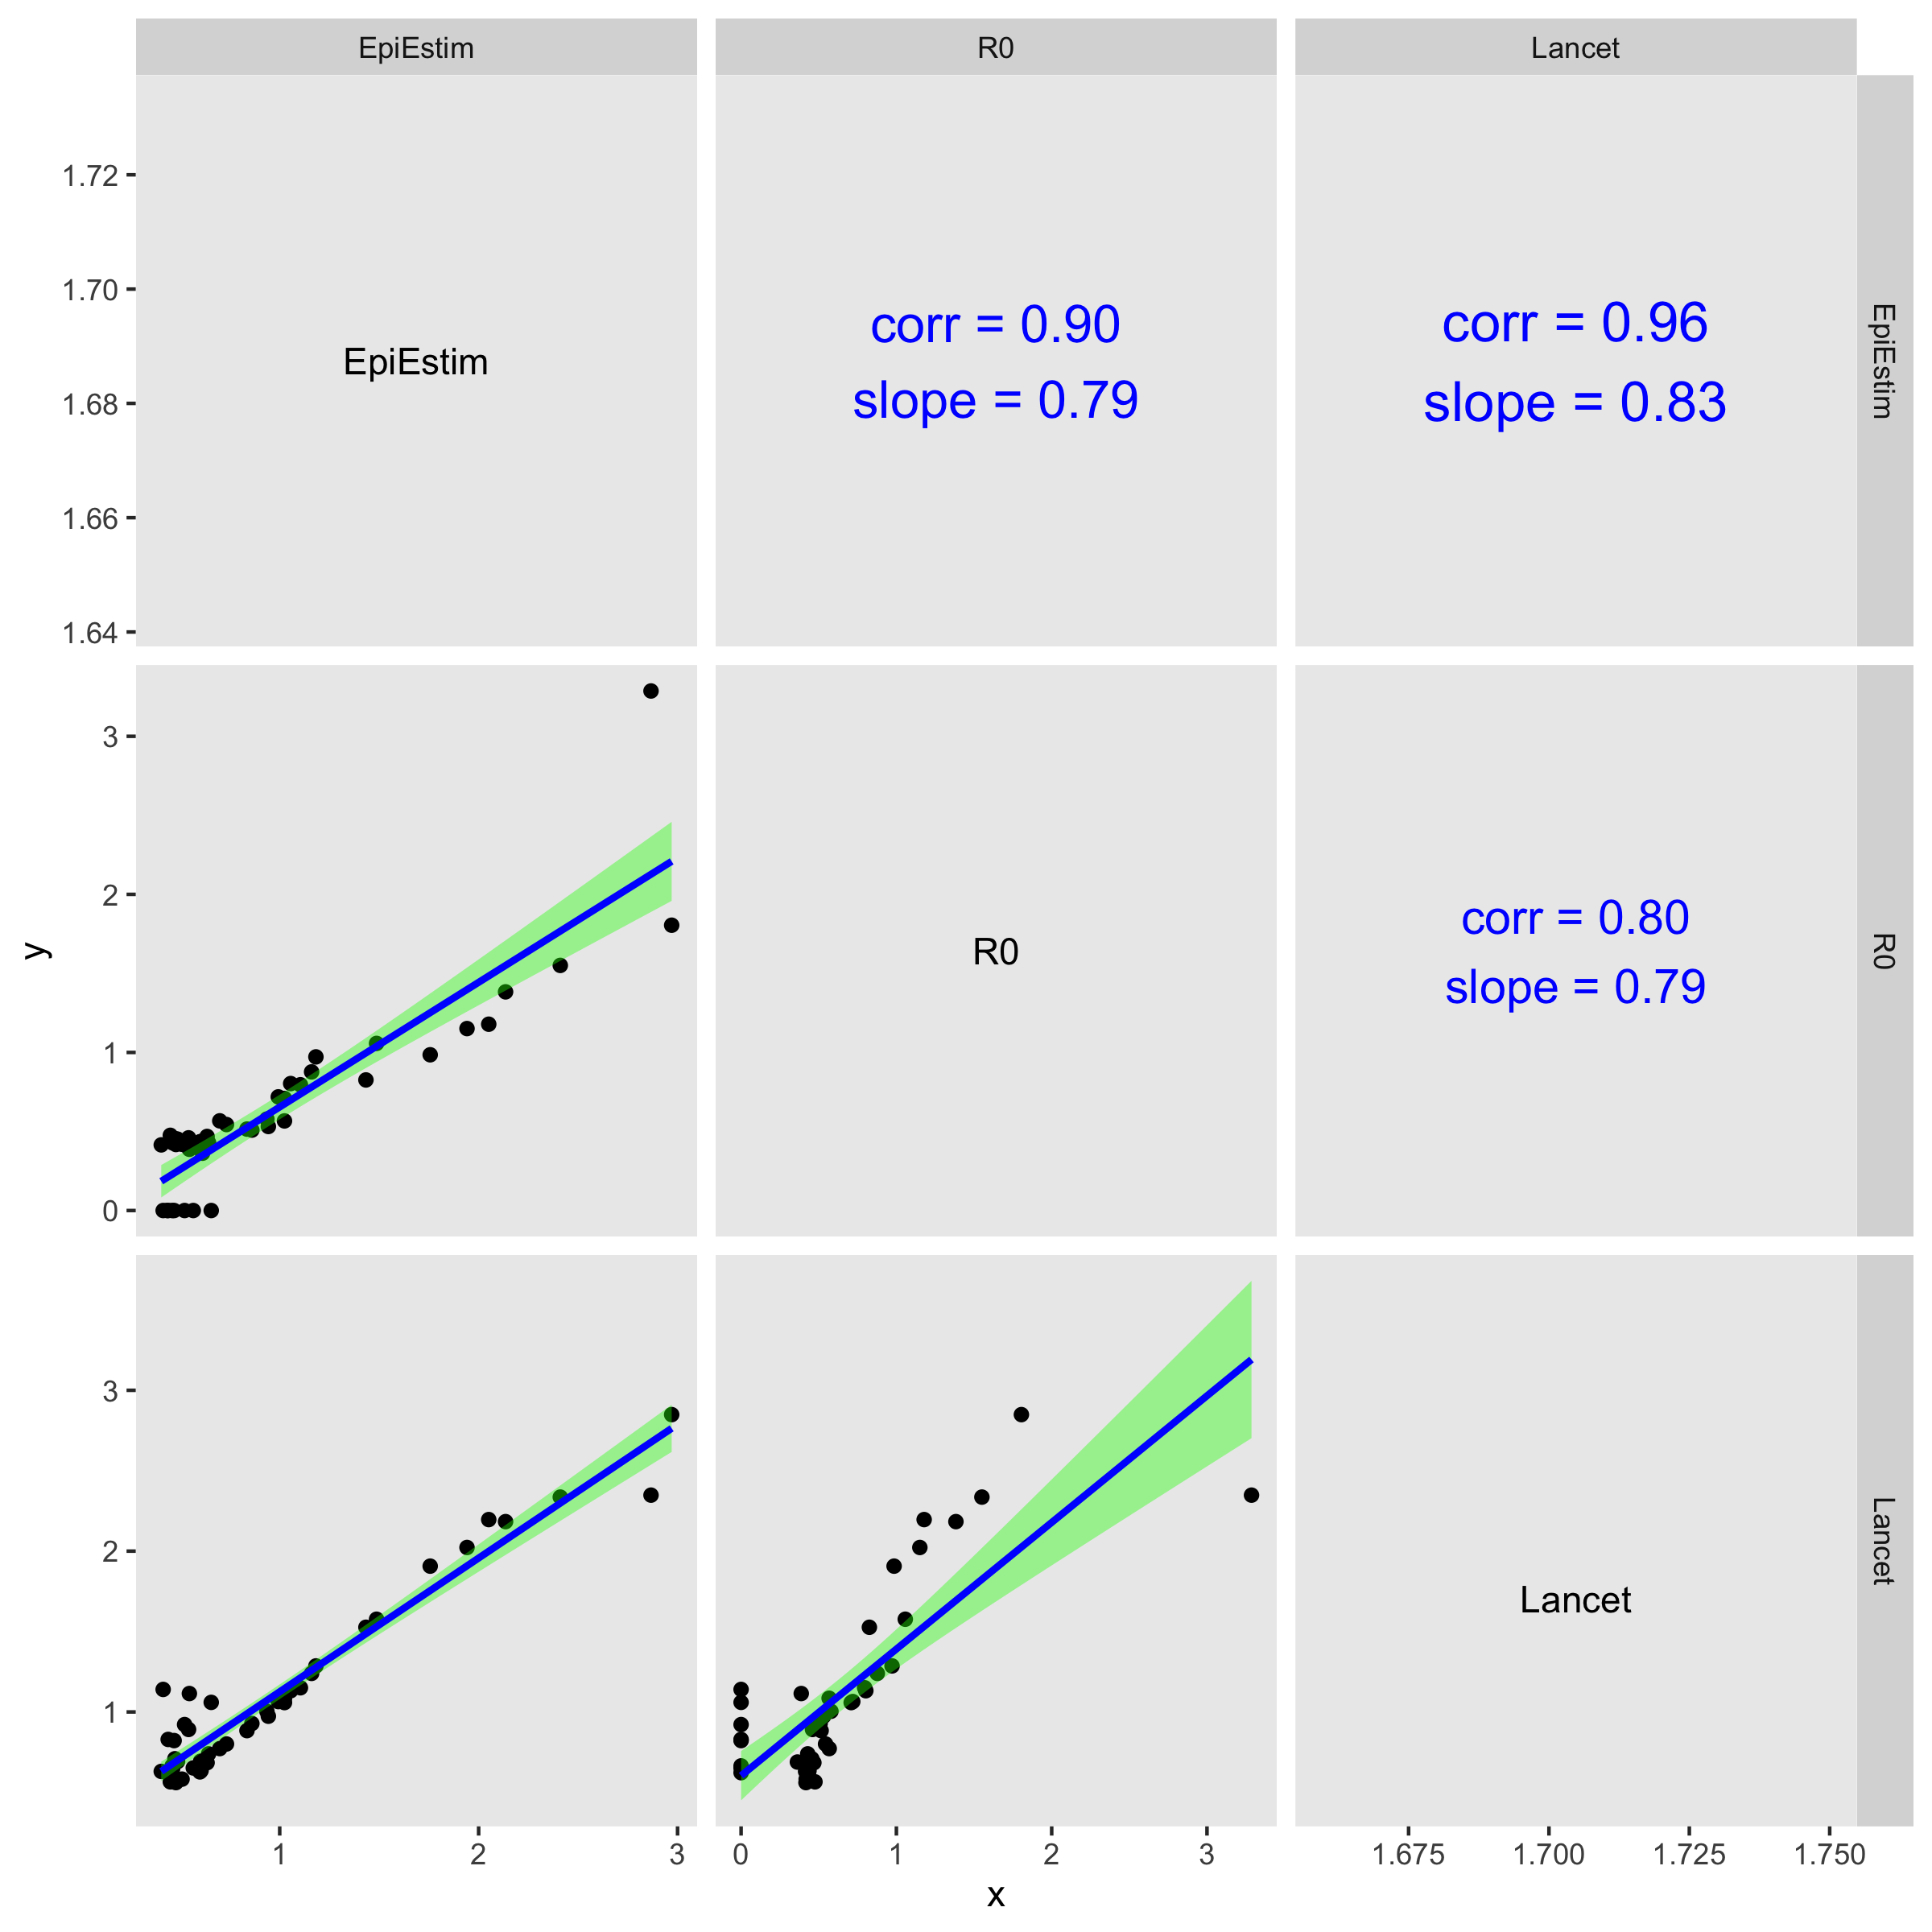 EpiEstim
R0
Lancet
1.72
1.70
1.68
1.66
1.64
EpiEstim
corr = 0.90
slope = 0.79
corr = 0.96
slope = 0.83
EpiEstim
y
3
2
1
0
R0
corr = 0.80
slope = 0.79
R0
3
2
1
Lancet
Lancet
1
2
3
0
1
2
3
1.675
1.700
1.725
1.750
x